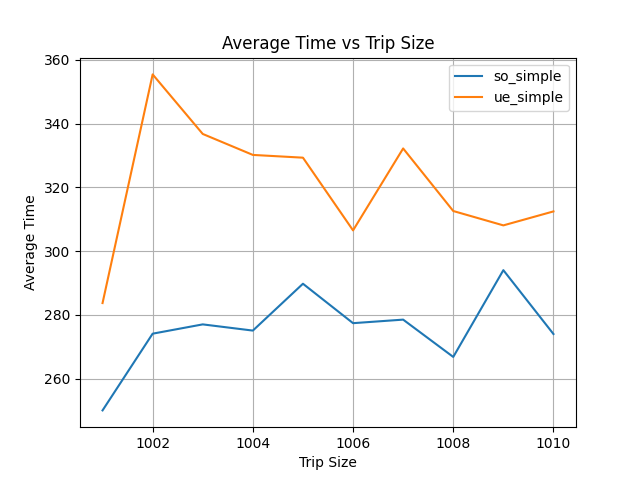 Average Time vs Trip Size
so_simple
ue_simple
360
340
320
300
280
260
Average Time
1002 1004 1006 1008 1010
Trip Size